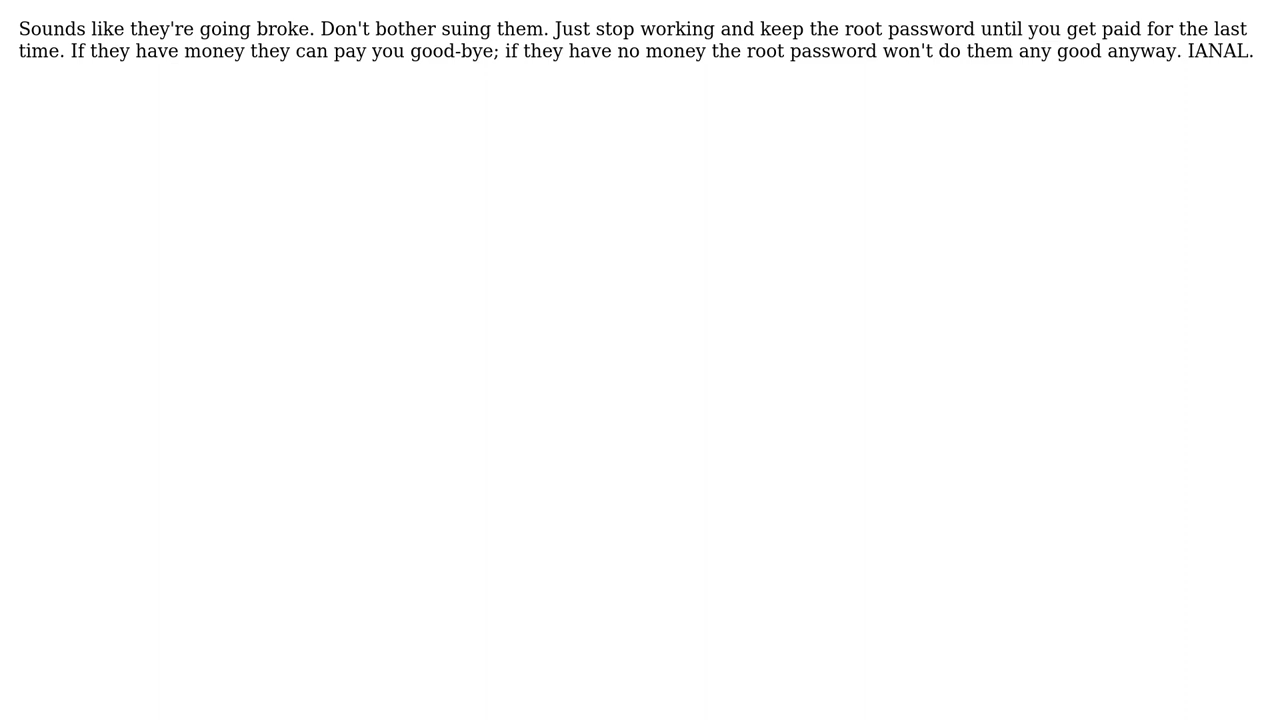 Sounds like they're going broke. Don't bother suing them. Just stop working and keep the root password until you get paid for the last
time. If they have money they can pay you good-bye; if they have no money the root password won't do them any good anyway. IANAL.